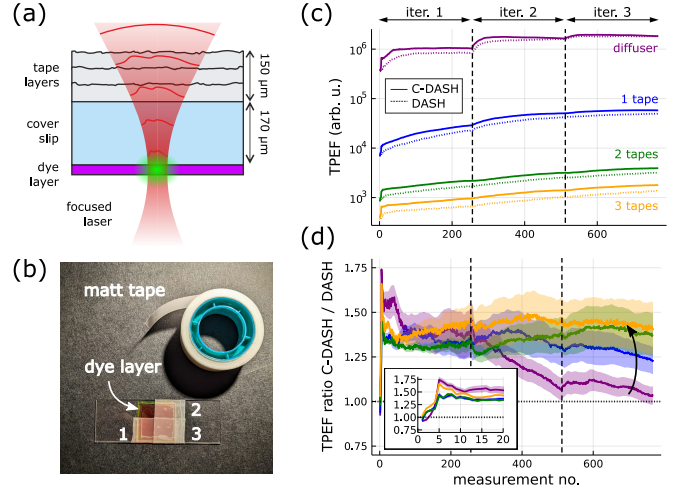 (a)
tape
layers
cover
slip
dye
layer
focused
laser
150 μm
170 μm
(b)
matt tape
dye layer
1
2
3
(c)
iter. 1
iter. 2
iter. 3
TPEF (arb. u.)
10⁶
10⁵
10⁴
10³
diffuser
C-DASH
DASH
1 tape
2 tapes
3 tapes
0
200
400
600
measurement no.
(d)
TPEF ratio C-DASH / DASH
1.75
1.50
1.25
1.00
0.75
1.75
1.50
1.25
1.00
0.75
0
5
10
15
20
0
200
400
600
measurement no.